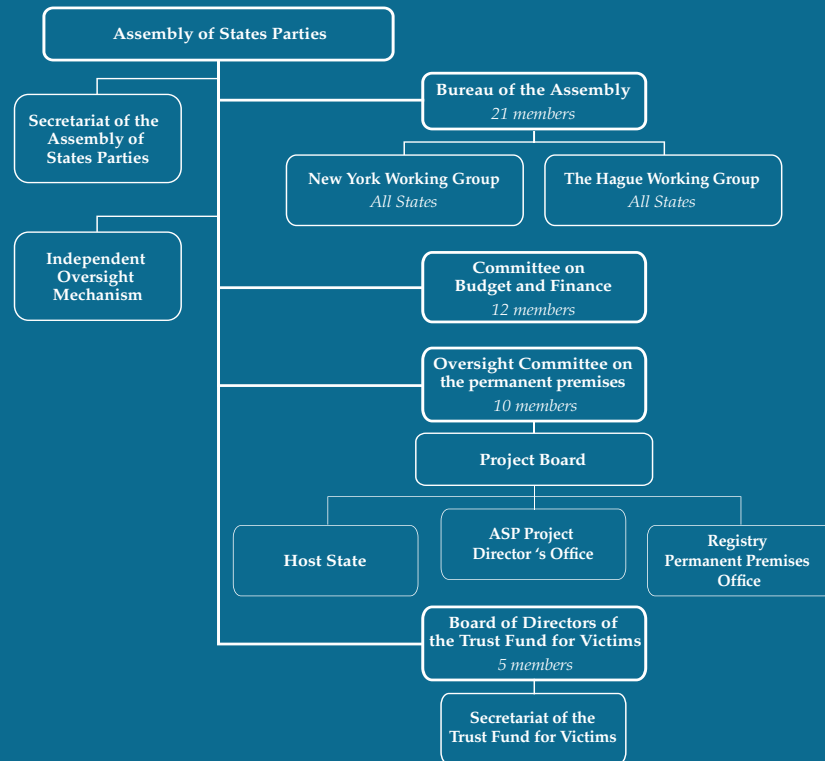 Assembly of States Parties
Secretariat of the
Assembly of
States Parties
Bureau of the Assembly
21 members
New York Working Group
All States
The Hague Working Group
All States
Independent
Oversight
Mechanism
Committee on
Budget and Finance
12 members
Oversight Committee on
the permanent premises
10 members
Project Board
Host State
ASP Project
Director ‘s Office
Registry
Permanent Premises
Office
Board of Directors of
the Trust Fund for Victims
5 members
Secretariat of the
Trust Fund for Victims